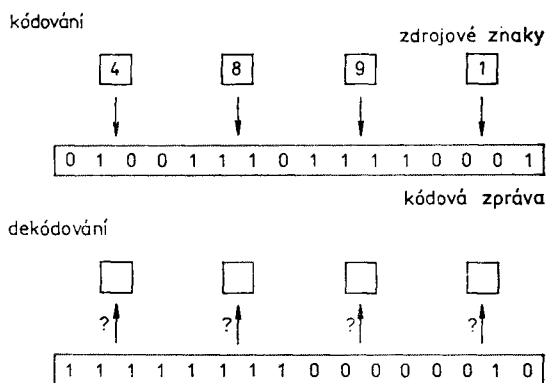 kódování
zdrojové znaky
4 8 9 1
0 1 0 0 1 1 1 0 1 1 1 1 0 0 0 1
kódová zpráva
dekódování
? ? ? ?
1 1 1 1 1 1 1 1 0 0 0 0 0 0 1 0